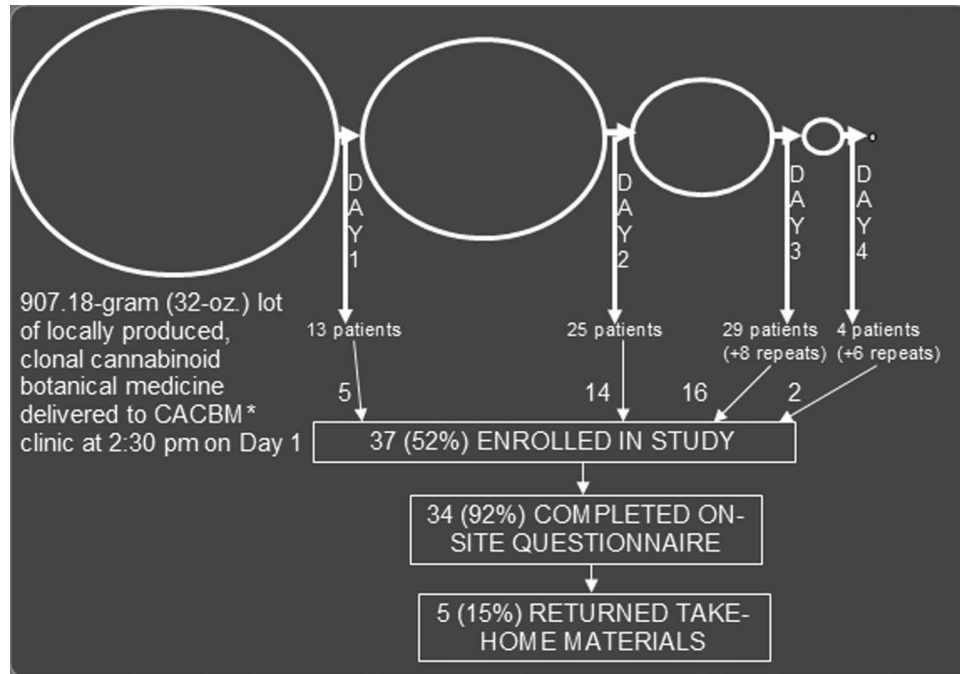 DAY 1
DAY 2
DAY 3
DAY 4
907.18-gram (32-oz.) lot
of locally produced,
clonal cannabinoid
botanical medicine
delivered to CACBM*
clinic at 2:30 pm on Day 1
13 patients
25 patients
29 patients
(+8 repeats)
4 patients
(+6 repeats)
5
14
16
2
37 (52%) ENROLLED IN STUDY
34 (92%) COMPLETED ON-
SITE QUESTIONNAIRE
5 (15%) RETURNED TAKE-
HOME MATERIALS